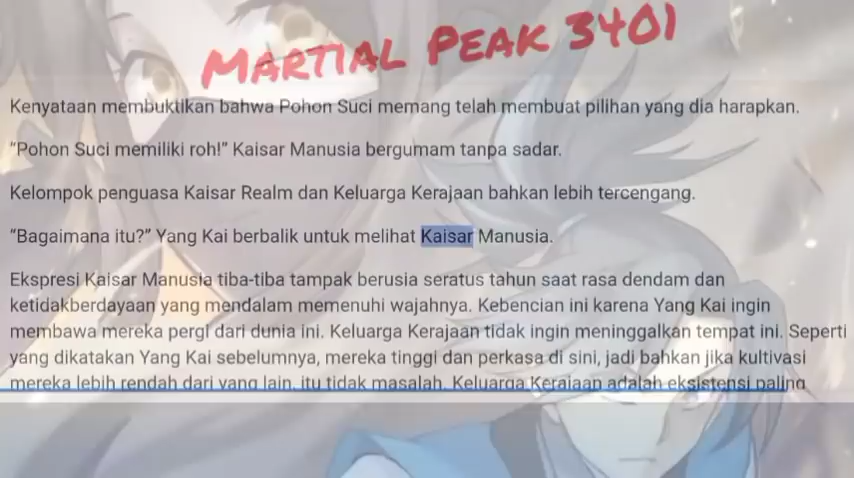 MARTIAL PEAK 3401
Kenyataan membuktikan bahwa Pohon Suci memang telah membuat pilihan yang dia harapkan.
“Pohon Suci memiliki roh!” Kaisar Manusia bergumam tanpa sadar.
Kelompok penguasa Kaisar Realm dan Keluarga Kerajaan bahkan lebih tercengang.
“Bagaimana itu?” Yang Kai berbalik untuk melihat Kaisar Manusia.
Ekspresi Kaisar Manusia tiba-tiba tampak berusia seratus tahun saat rasa dendam dan
ketidakberdayaan yang mendalam memenuhi wajahnya. Kebencian ini karena Yang Kai ingin
membawa mereka pergi dari dunia ini. Keluarga Kerajaan tidak ingin meninggalkan tempat ini. Seperti
yang dikatakan Yang Kai sebelumnya, mereka tinggi dan perkasa di sini, jadi bahkan jika kultivasi
mereka lebih rendah dari yang lain, itu tidak masalah. Keluarga Kerajaan adalah eksistensi paling